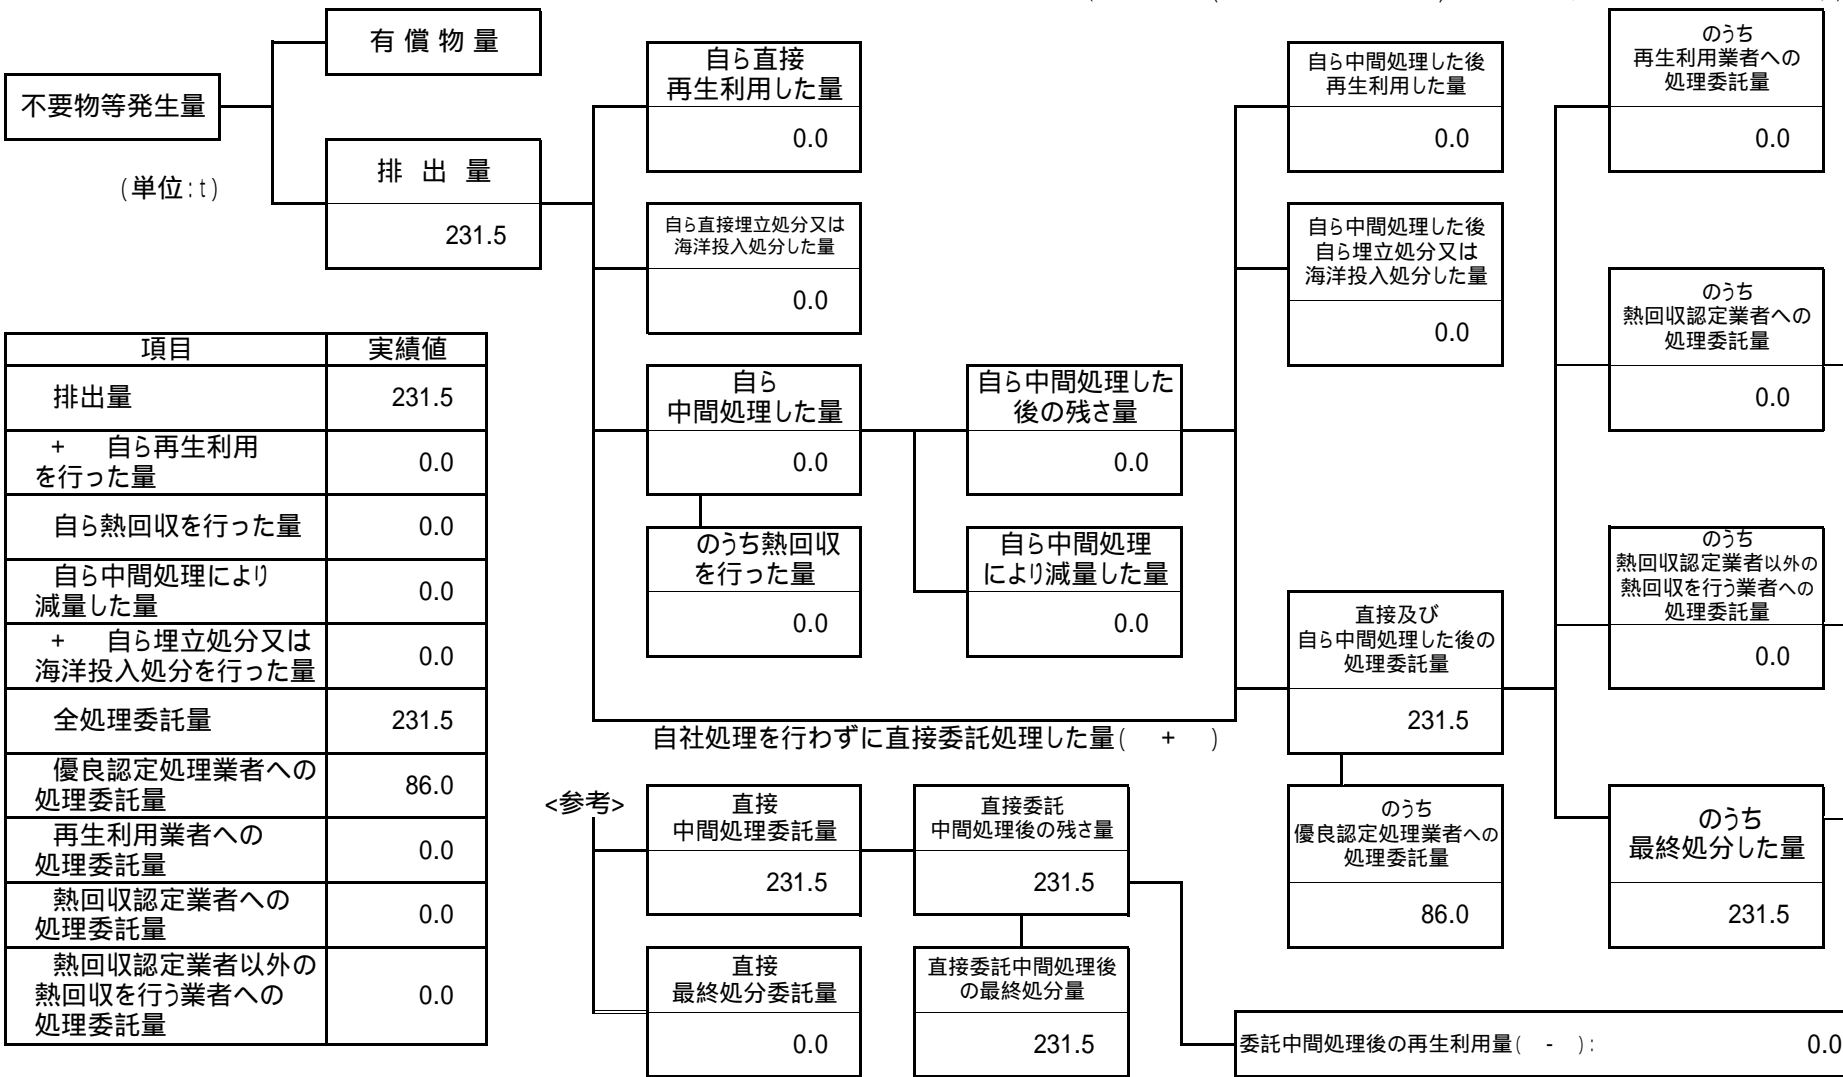 有償物量
不要物等発生量
(単位:t)
排出量
231.5
自ら直接
再生利用した量
0.0
自ら直接埋立処分又は
海洋投入処分した量
0.0
自ら
中間処理した量
0.0
のうち熱回収
を行った量
0.0
自ら中間処理した
後の残さ量
0.0
自ら中間処理
により減量した量
0.0
自ら中間処理した後
再生利用した量
0.0
自ら中間処理した後
自ら埋立処分又は
海洋投入処分した量
0.0
直接及び
自ら中間処理した後の
処理委託量
231.5
のうち
優良認定処理業者への
処理委託量
86.0
のうち
再生利用業者への
処理委託量
0.0
のうち
熱回収認定業者への
処理委託量
0.0
のうち
熱回収認定業者以外の
熱回収を行う業者への
処理委託量
0.0
のうち
最終処分した量
231.5
自社処理を行わずに直接委託処理した量( + )
<参考>
直接
中間処理委託量
231.5
直接委託
中間処理後の残さ量
231.5
直接
最終処分委託量
0.0
直接委託中間処理後
の最終処分量
231.5
委託中間処理後の再生利用量( - ): 0.0
項目 実績値
排出量 231.5
+ 自ら再生利用
を行った量 0.0
自ら熱回収を行った量 0.0
自ら中間処理により
減量した量 0.0
+ 自ら埋立処分又は
海洋投入処分を行った量 0.0
全処理委託量 231.5
優良認定処理業者への
処理委託量 86.0
再生利用業者への
処理委託量 0.0
熱回収認定業者への
処理委託量 0.0
熱回収認定業者以外の
熱回収を行う業者への
処理委託量 0.0